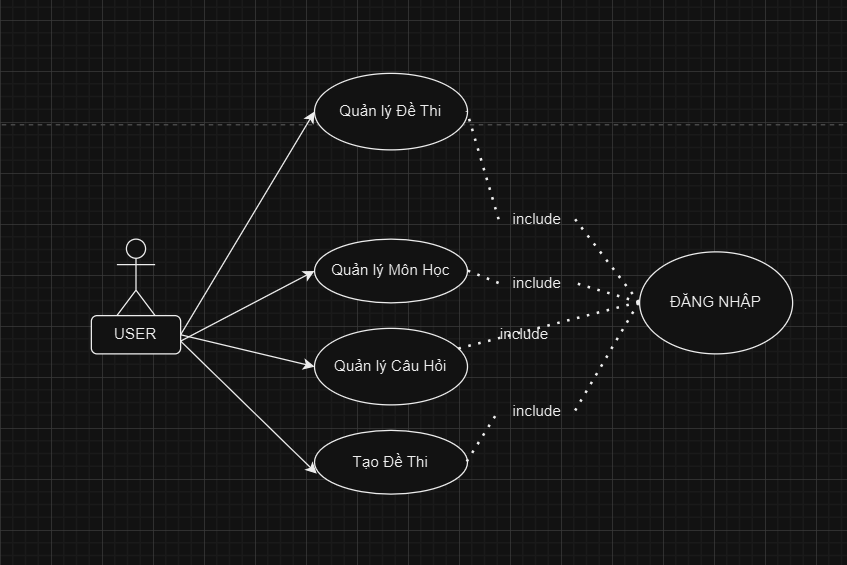 Quản lý Đề Thi
include
Quản lý Môn Học
include
ĐĂNG NHẬP
USER
include
Quản lý Câu Hỏi
include
Tạo Đề Thi